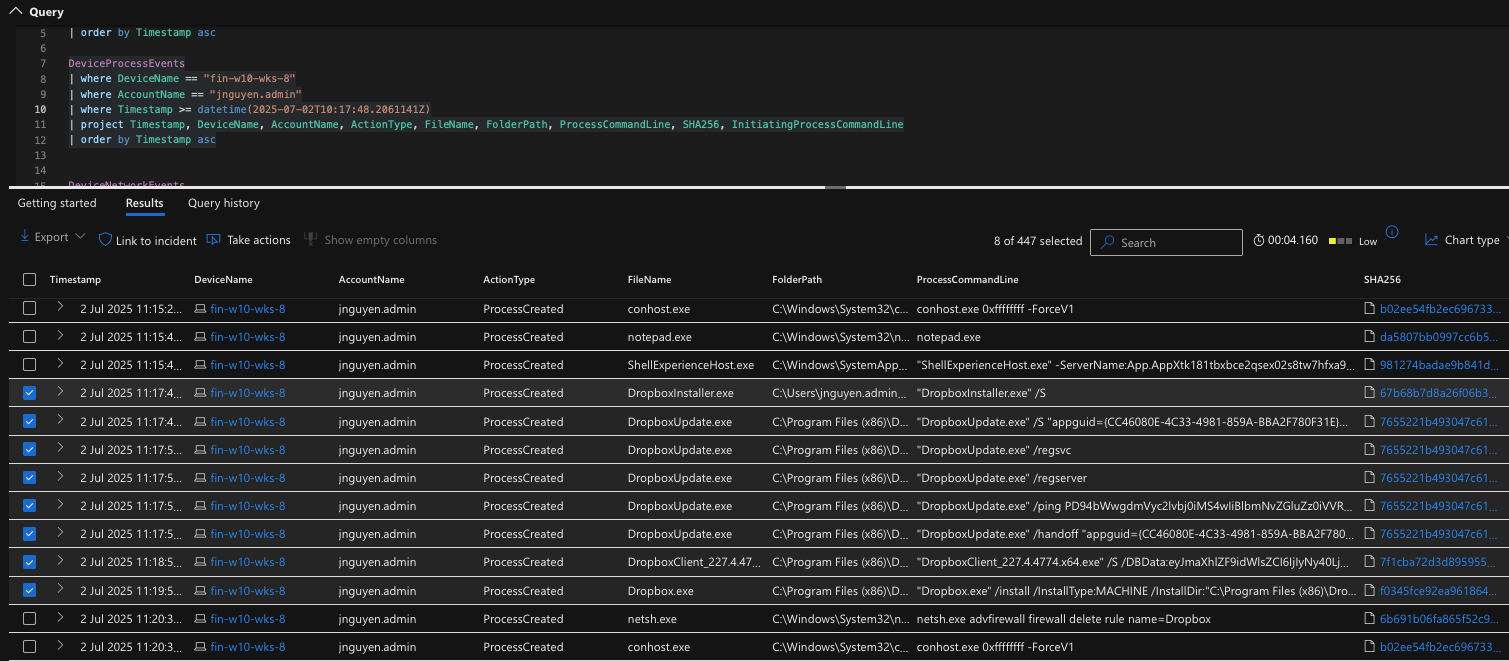 Query
5 | order by Timestamp asc
6
7 DeviceProcessEvents
8 | where DeviceName == "fin-w10-wks-8"
9 | where AccountName == "jnguyen.admin"
10 | where Timestamp >= datetime(2025-07-02T10:17:48.2061141Z)
11 | project Timestamp, DeviceName, AccountName, ActionType, FileName, FolderPath, ProcessCommandLine, SHA256, InitiatingProcessCommandLine
12 | order by Timestamp asc
13
14
15 DeviceNetworkEvents
Getting started Results Query history
Export Link to incident Take actions Show empty columns 8 of 447 selected Search 00:04.160 Low Chart type
Timestamp DeviceName AccountName ActionType FileName FolderPath ProcessCommandLine SHA256
2 Jul 2025 11:15:2... fin-w10-wks-8 jnguyen.admin ProcessCreated conhost.exe C:\Windows\System32\c... conhost.exe 0xffffffff -ForceV1 b02ee54fb2ec696733...
2 Jul 2025 11:15:4... fin-w10-wks-8 jnguyen.admin ProcessCreated notepad.exe C:\Windows\System32\n... notepad.exe da5807bb0997cc6b5...
2 Jul 2025 11:15:4... fin-w10-wks-8 jnguyen.admin ProcessCreated ShellExperienceHost.exe C:\Windows\SystemApp... "ShellExperienceHost.exe" -ServerName:App.AppXtk181tbxbce2qsex02s8tw7hfxa9... 981274badae9b841d...
2 Jul 2025 11:17:4... fin-w10-wks-8 jnguyen.admin ProcessCreated DropboxInstaller.exe C:\Users\jnguyen.admin... "DropboxInstaller.exe" /S 67b68b7d8a26f06b3...
2 Jul 2025 11:17:4... fin-w10-wks-8 jnguyen.admin ProcessCreated DropboxUpdate.exe C:\Program Files (x86)\D... "DropboxUpdate.exe" /S "appguid={CC46080E-4C33-4981-859A-BBA2F780F31E}... 7655221b493047c61...
2 Jul 2025 11:17:5... fin-w10-wks-8 jnguyen.admin ProcessCreated DropboxUpdate.exe C:\Program Files (x86)\D... "DropboxUpdate.exe" /regsvc 7655221b493047c61...
2 Jul 2025 11:17:5... fin-w10-wks-8 jnguyen.admin ProcessCreated DropboxUpdate.exe C:\Program Files (x86)\D... "DropboxUpdate.exe" /regserver 7655221b493047c61...
2 Jul 2025 11:17:5... fin-w10-wks-8 jnguyen.admin ProcessCreated DropboxUpdate.exe C:\Program Files (x86)\D... "DropboxUpdate.exe" /ping 7655221b493047c61...
2 Jul 2025 11:17:5... fin-w10-wks-8 jnguyen.admin ProcessCreated DropboxUpdate.exe C:\Program Files (x86)\D... "DropboxUpdate.exe" /handoff "appguid={CC46080E-4C33-4981-859A-BBA2F780... 7655221b493047c61...
2 Jul 2025 11:18:5... fin-w10-wks-8 jnguyen.admin ProcessCreated DropboxClient_227.4.47... C:\Program Files (x86)\D... "DropboxClient_227.4.4774.x64.exe" /S 7f1cba72d3d895955...
2 Jul 2025 11:19:5... fin-w10-wks-8 jnguyen.admin ProcessCreated Dropbox.exe C:\Program Files (x86)\D... "Dropbox.exe" /install /InstallType:MACHINE /InstallDir:"C:\Program Files (x86)\Dro... f0345fce92ea961864...
2 Jul 2025 11:20:3... fin-w10-wks-8 jnguyen.admin ProcessCreated netsh.exe C:\Windows\System32\n... netsh.exe advfirewall firewall delete rule name=Dropbox 6b691b06fa865f52c9...
2 Jul 2025 11:20:3... fin-w10-wks-8 jnguyen.admin ProcessCreated conhost.exe C:\Windows\System32\c... conhost.exe 0xffffffff -ForceV1 b02ee54fb2ec696733...